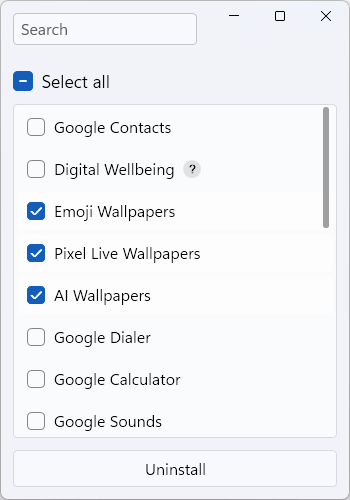 Search
Select all
Google Contacts
Digital Wellbeing ?
Emoji Wallpapers
Pixel Live Wallpapers
AI Wallpapers
Google Dialer
Google Calculator
Google Sounds
Uninstall